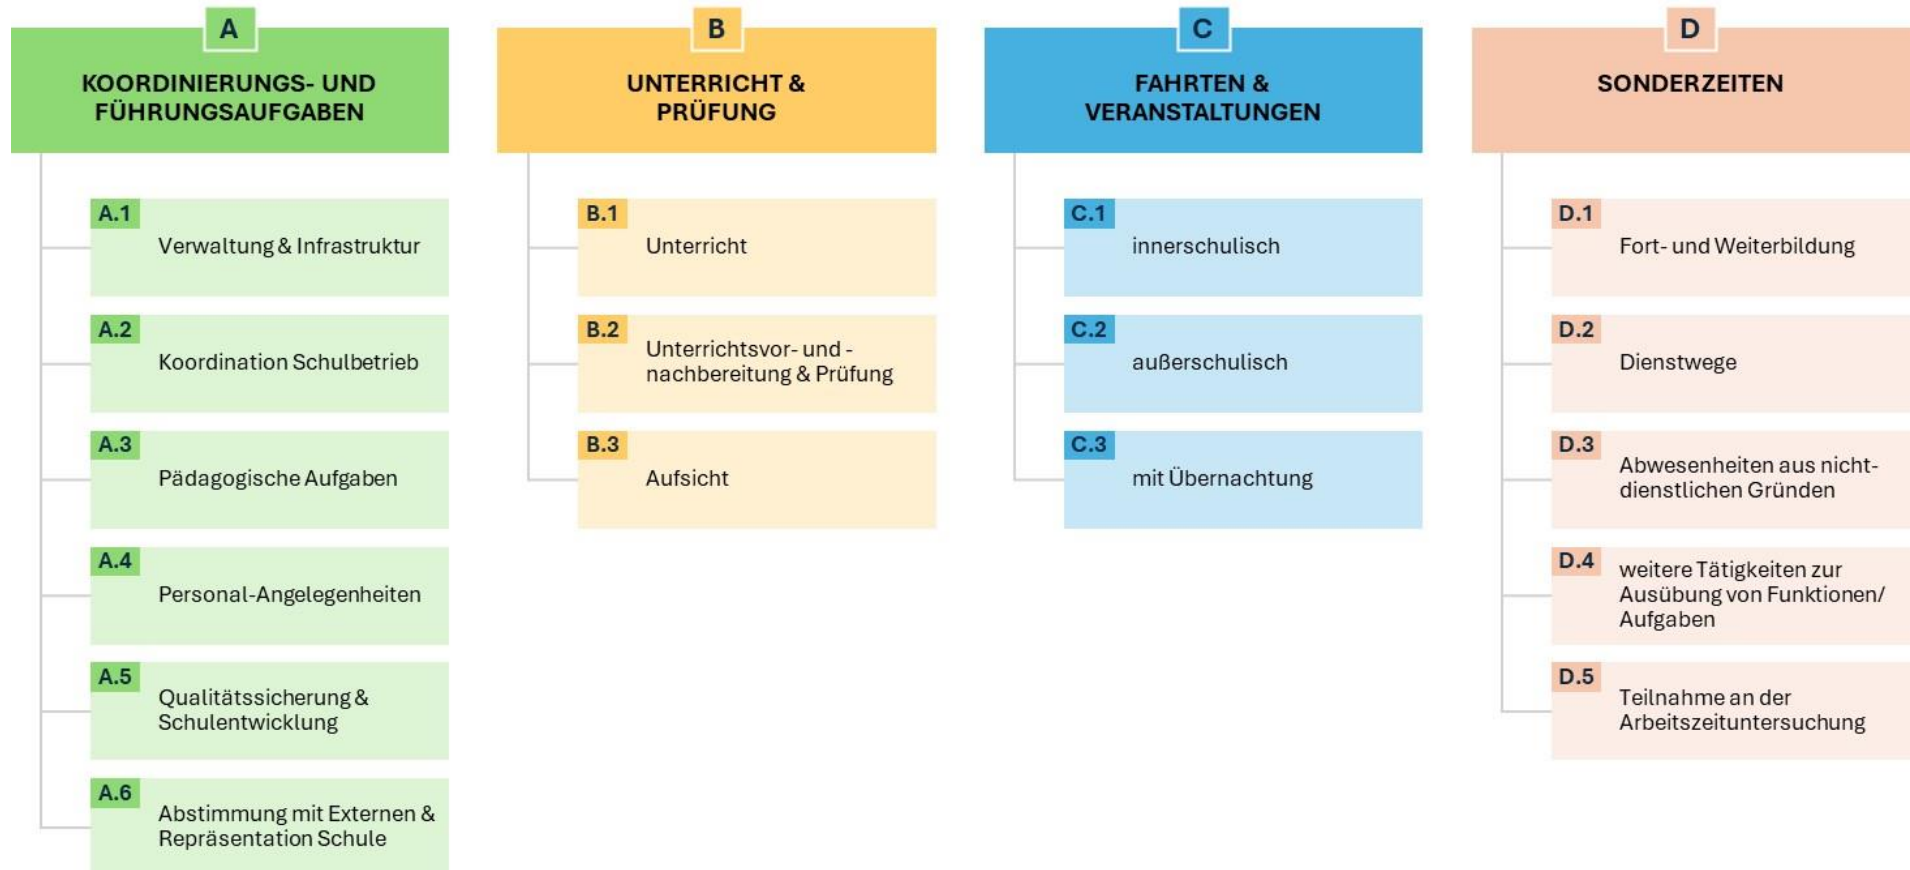 A
KOORDINIERUNGS- UND
FÜHRUNGSAUFGABEN
A.1
Verwaltung & Infrastruktur
A.2
Koordination Schulbetrieb
A.3
Pädagogische Aufgaben
A.4
Personal-Angelegenheiten
A.5
Qualitätssicherung &
Schulentwicklung
A.6
Abstimmung mit Externen &
Repräsentation Schule
B
UNTERRICHT &
PRÜFUNG
B.1
Unterricht
B.2
Unterrichtsvor- und -
nachbereitung & Prüfung
B.3
Aufsicht
C
FAHRTEN &
VERANSTALTUNGEN
C.1
innerschulisch
C.2
außerschulisch
C.3
mit Übernachtung
D
SONDERZEITEN
D.1
Fort- und Weiterbildung
D.2
Dienstwege
D.3
Abwesenheiten aus nicht-
dienstlichen Gründen
D.4
weitere Tätigkeiten zur
Ausübung von Funktionen/
Aufgaben
D.5
Teilnahme an der
Arbeitszeituntersuchung